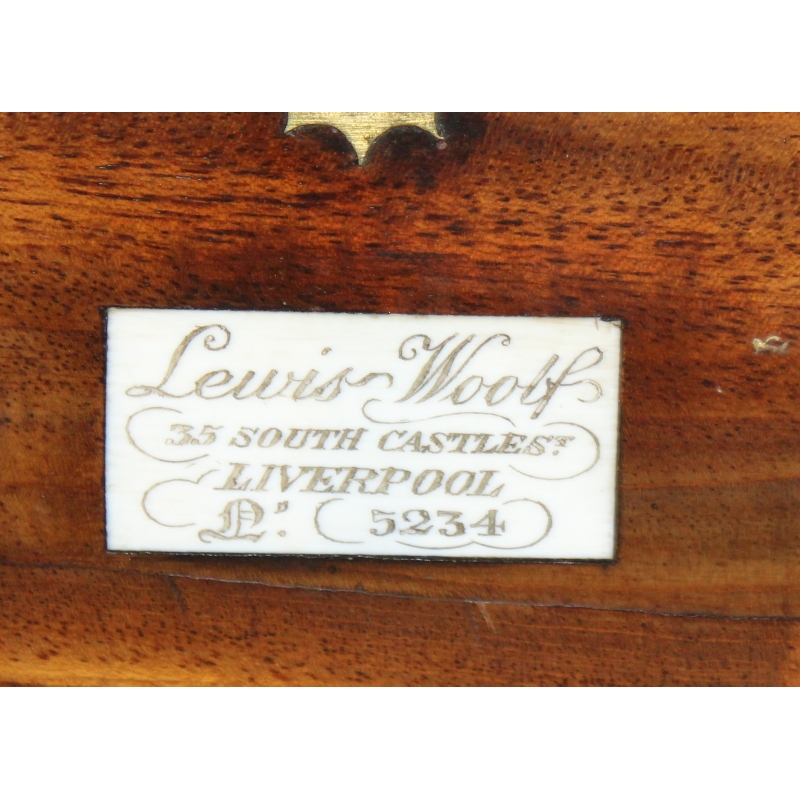 Lewis Woolf
35 SOUTH CASTLE ST.
LIVERPOOL
No. 5234